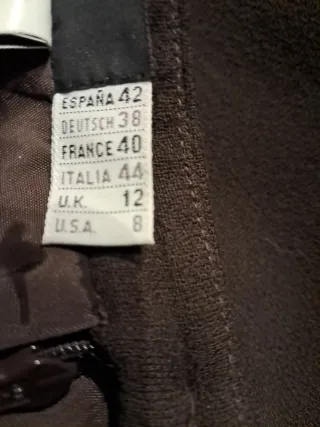 ESPAÑA 42
DEUTSCH 38
FRANCE 40
ITALIA 44
U.K. 12
U.S.A. 8